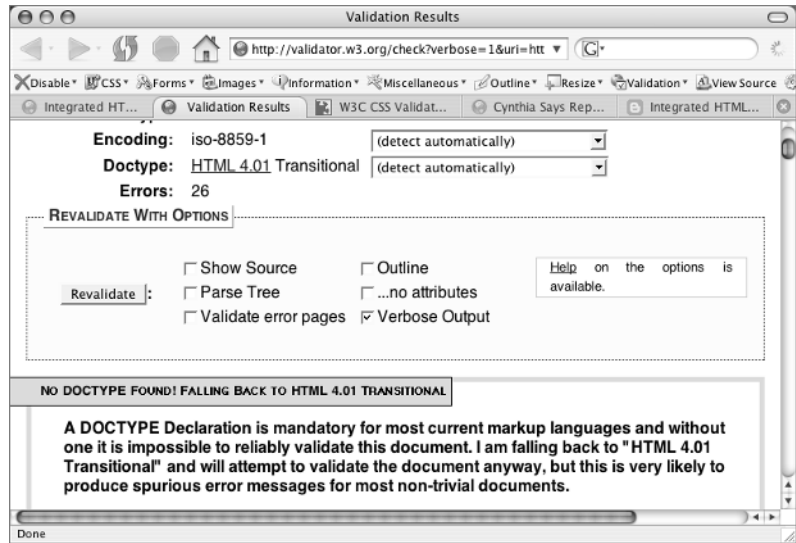 Validation Results
http://validator.w3.org/check?verbose=1&uri=htt
G
Disable CSS Forms Images Information Miscellaneous Outline Resize Validation View Source
Integrated HT... Validation Results W3C CSS Validat... Cynthia Says Rep... Integrated HTML...
Encoding: iso-8859-1 (detect automatically)
Doctype: HTML 4.01 Transitional (detect automatically)
Errors: 26
REVALIDATE WITH OPTIONS
Show Source Outline Help on the options is
Revalidate : Parse Tree ...no attributes available.
Validate error pages Verbose Output
NO DOCTYPE FOUND! FALLING BACK TO HTML 4.01 TRANSITIONAL
A DOCTYPE Declaration is mandatory for most current markup languages and without
one it is impossible to reliably validate this document. I am falling back to "HTML 4.01
Transitional" and will attempt to validate the document anyway, but this is very likely to
produce spurious error messages for most non-trivial documents.
Done